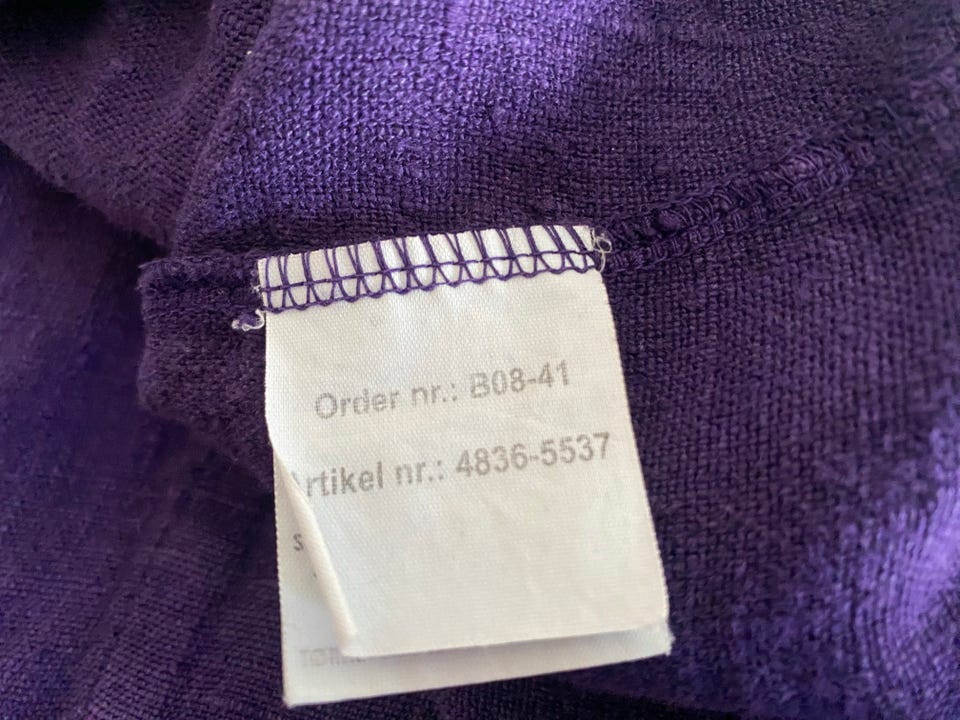 Order nr.: B08-41
Artikel nr.: 4836-5537
s